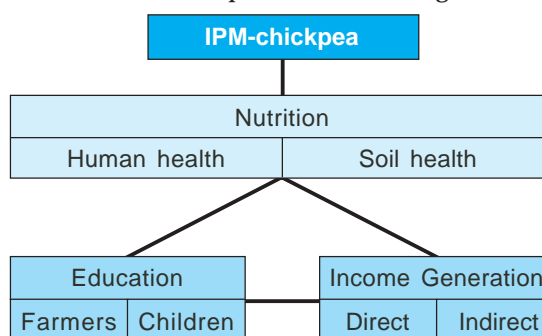 IPM-chickpea
Nutrition
Human health Soil health
Education Income Generation
Farmers Children Direct Indirect